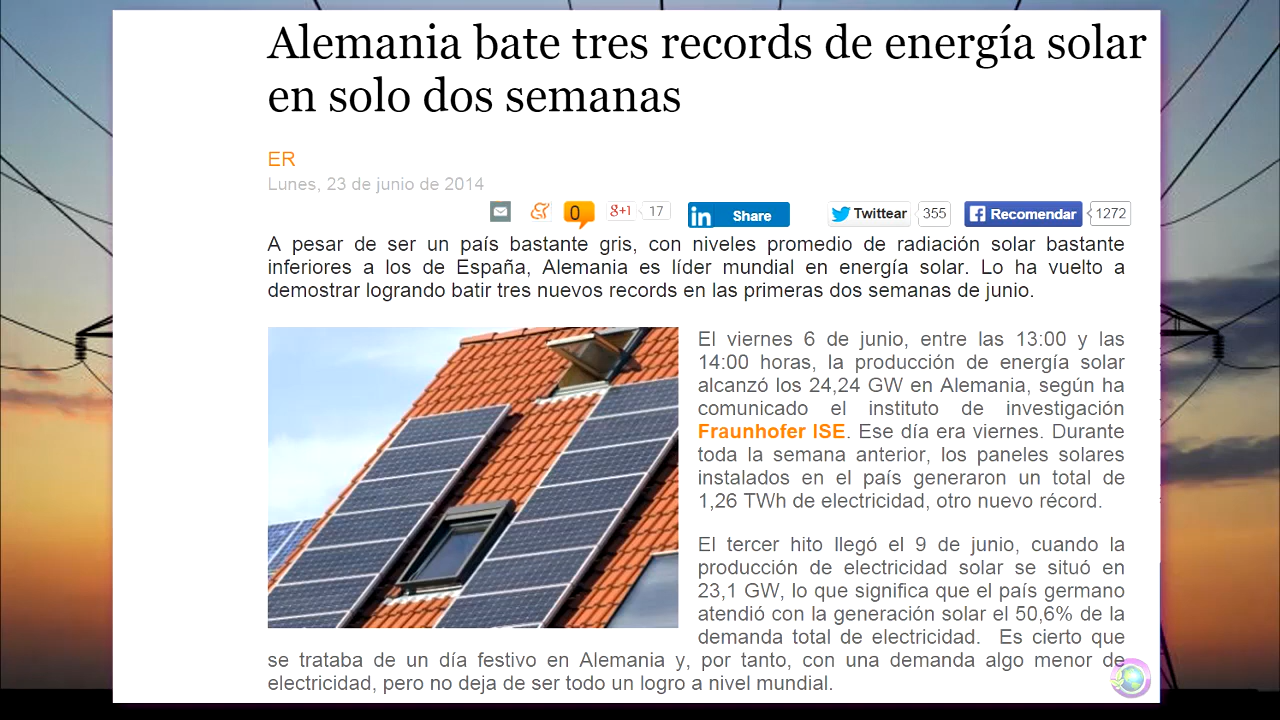 Alemania bate tres records de energía solar
en solo dos semanas
ER
Lunes, 23 de junio de 2014
0
g+1 17
in Share
Twittear 355
Recomendar 1272
A pesar de ser un país bastante gris, con niveles promedio de radiación solar bastante
inferiores a los de España, Alemania es líder mundial en energía solar. Lo ha vuelto a
demostrar logrando batir tres nuevos records en las primeras dos semanas de junio.
El viernes 6 de junio, entre las 13:00 y las
14:00 horas, la producción de energía solar
alcanzó los 24,24 GW en Alemania, según ha
comunicado el instituto de investigación
Fraunhofer ISE. Ese día era viernes. Durante
toda la semana anterior, los paneles solares
instalados en el país generaron un total de
1,26 TWh de electricidad, otro nuevo récord.
El tercer hito llegó el 9 de junio, cuando la
producción de electricidad solar se situó en
23,1 GW, lo que significa que el país germano
atendió con la generación solar el 50,6% de la
demanda total de electricidad. Es cierto que
se trataba de un día festivo en Alemania y, por tanto, con una demanda algo menor de
electricidad, pero no deja de ser todo un logro a nivel mundial.